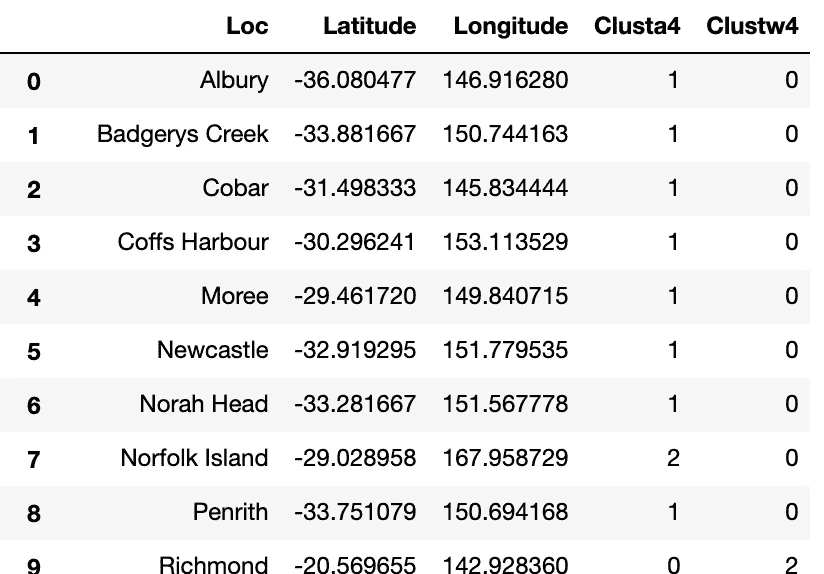 Loc Latitude Longitude Clusta4 Clustw4
0 Albury -36.080477 146.916280 1 0
1 Badgerys Creek -33.881667 150.744163 1 0
2 Cobar -31.498333 145.834444 1 0
3 Coffs Harbour -30.296241 153.113529 1 0
4 Moree -29.461720 149.840715 1 0
5 Newcastle -32.919295 151.779535 1 0
6 Norah Head -33.281667 151.567778 1 0
7 Norfolk Island -29.028958 167.958729 2 0
8 Penrith -33.751079 150.694168 1 0
9 Richmond -20.569655 142.928360 0 2